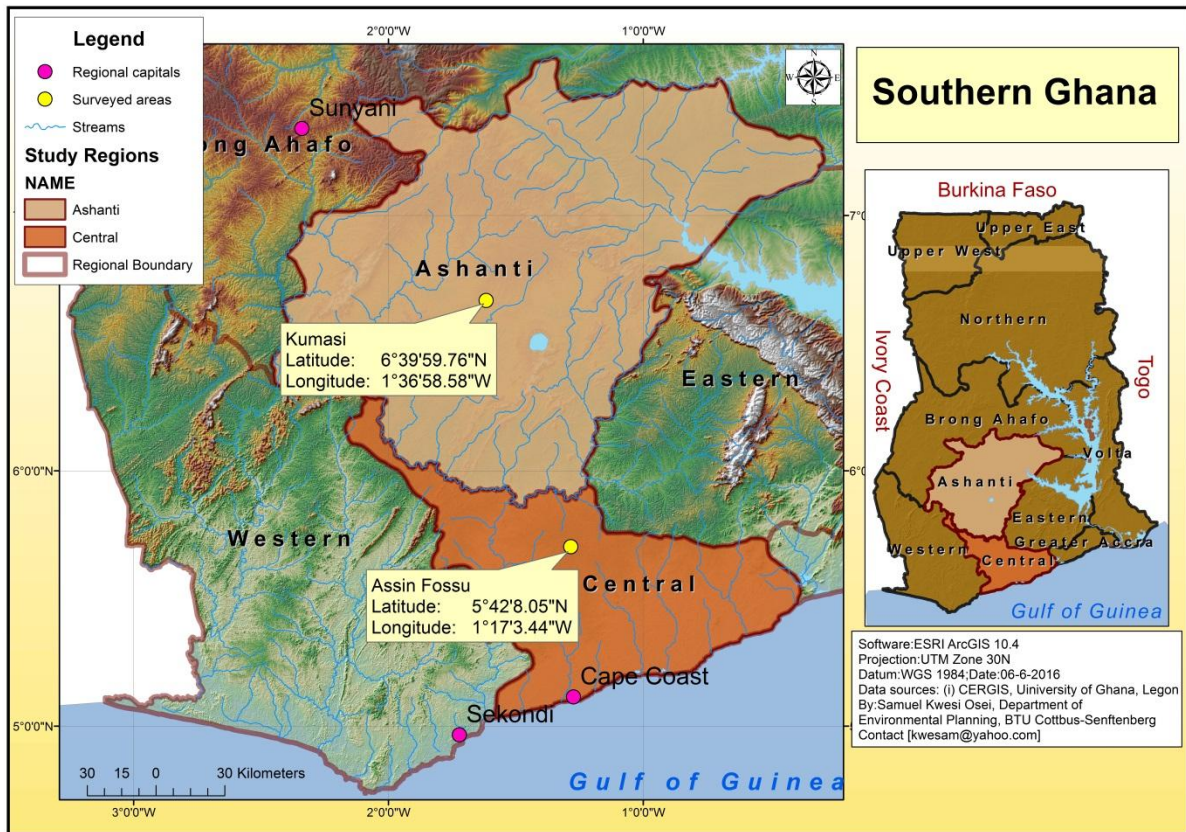 Legend
Regional capitals
Surveyed areas
Streams
Study Regions
NAME
Ashanti
Central
Regional Boundary
2°0'0"W
1°0'0"W
Sunyani
ong Ahafo
7°
Ashanti
Kumasi
Latitude: 6°39'59.76"N
Longitude: 1°36'58.58"W
Eastern
6°0'0"N
6°
Western
Assin Fossu
Latitude: 5°42'8.05"N
Longitude: 1°17'3.44"W
Central
Cape Coast
Sekondi
5°0'0"N
30 15 0 30 Kilometers
Gulf of Guinea
3°0'0"W
2°0'0"W
1°0'0"W
N
W E
S
Southern Ghana
Burkina Faso
Upper East
Upper West
Northern
Ivory Coast
Togo
Brong Ahafo
Volta
Ashanti
Eastern
Greater Accra
Western
Central
Gulf of Guinea
Software:ESRI ArcGIS 10.4
Projection:UTM Zone 30N
Datum:WGS 1984;Date:06-6-2016
Data sources: (i) CERGIS, Uiniversity of Ghana, Legon
By:Samuel Kwesi Osei, Department of
Environmental Planning, BTU Cottbus-Senftenberg
Contact [kwesam@yahoo.com]